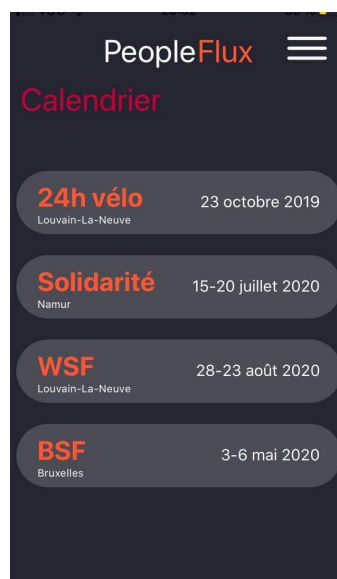 PeopleFlux
Calendrier
24h vélo
23 octobre 2019
Louvain-La-Neuve
Solidarité
15-20 juillet 2020
Namur
WSF
28-23 août 2020
Louvain-La-Neuve
BSF
3-6 mai 2020
Bruxelles